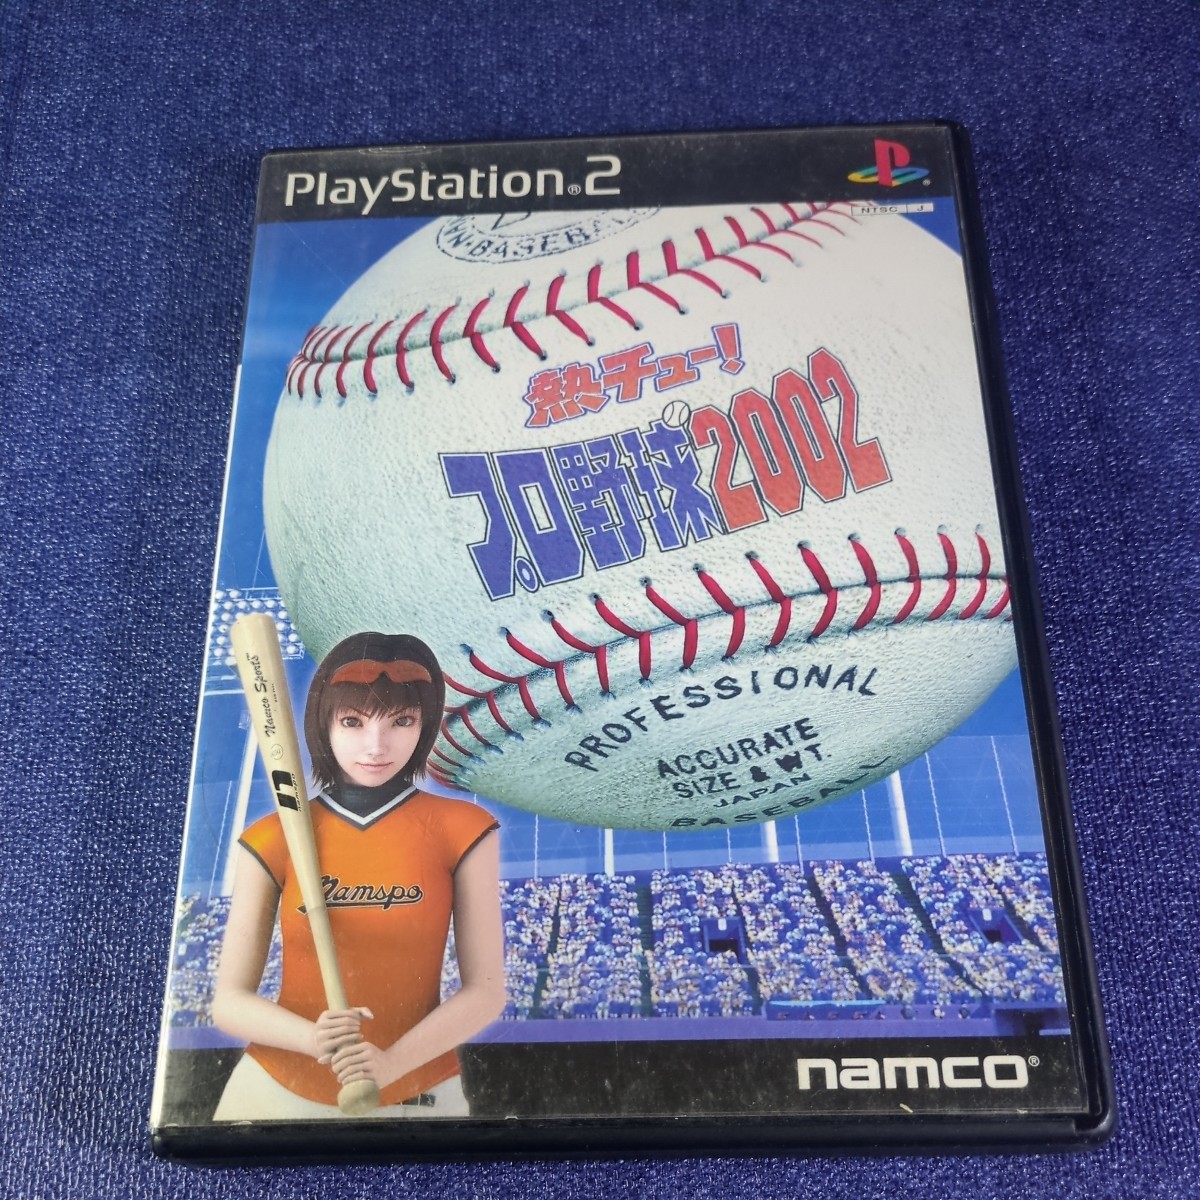 PlayStation®2
NTSC J
N·BASEBA
熱チュー!
プロ野球2002
PROFESSIONAL
ACCURATE
SIZE & WT.
JAPAN
BASEBALL
Namco Sports
Namspo
namco®